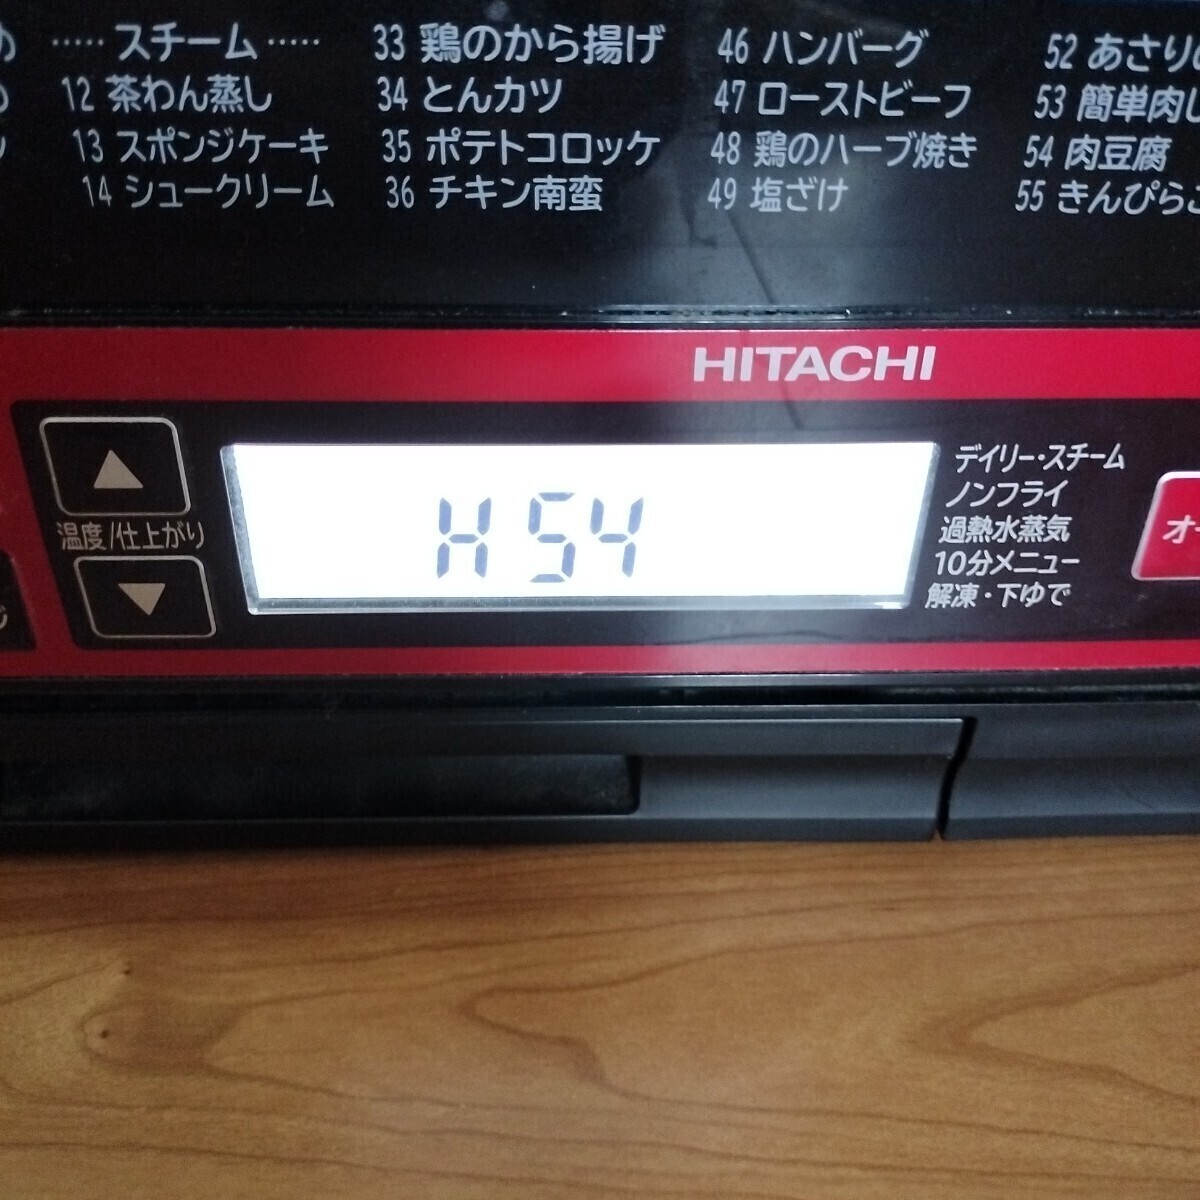 スチーム
12 茶わん蒸し
13 スポンジケーキ
14 シュークリーム
33 鶏のから揚げ
34 とんカツ
35 ポテトコロッケ
36 チキン南蛮
46 ハンバーグ
47 ローストビーフ
48 鶏のハーブ焼き
49 塩ざけ
52 あさり
53 簡単肉
54 肉豆腐
55 きんぴら
HITACHI
温度/仕上がり
H54
デイリー・スチーム
ノンフライ
過熱水蒸気
10分メニュー
解凍・下ゆで
オ